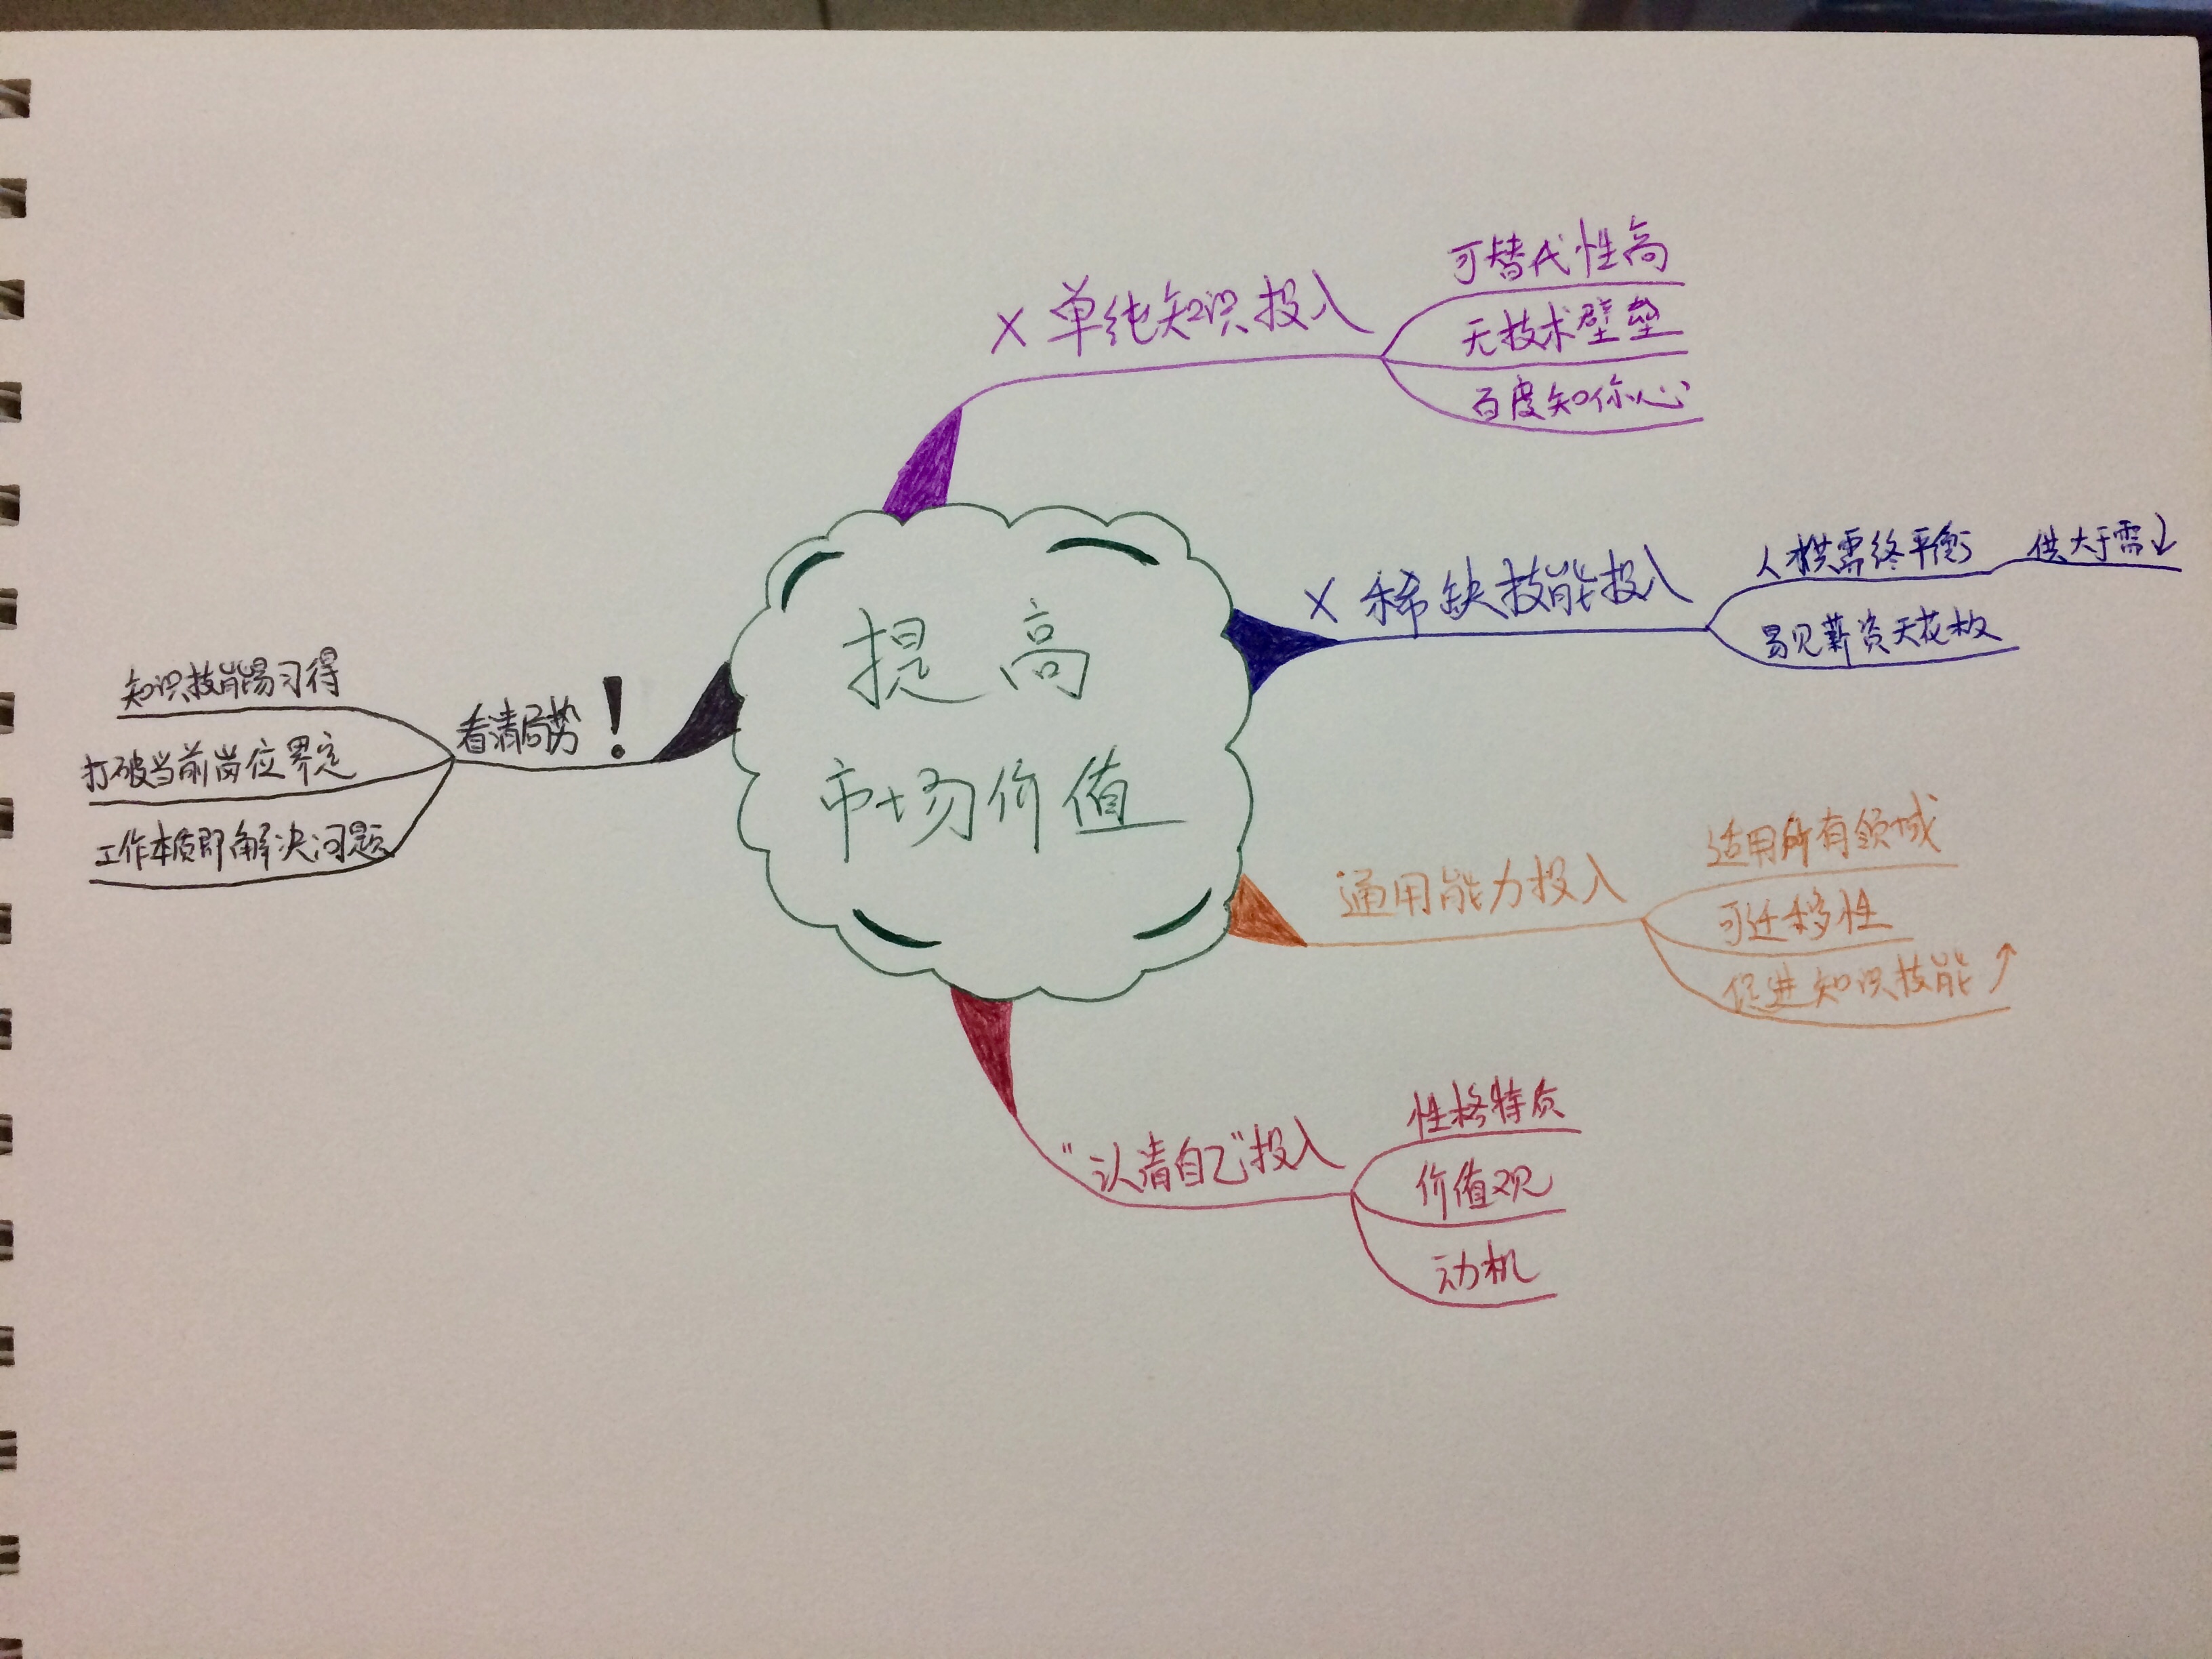 提高
市场价值
× 单纯知识投入
可替代性高
无技术壁垒
百度知你心
× 稀缺技能投入
人才供需终平衡
供大于需↓
易见薪资天花板
通用能力投入
适用所有领域
可迁移性
促进知识技能↑
"认清自己"投入
性格特质
价值观
动机
看清局势！
知识技能易习得
打破当前岗位界定
工作本质即解决问题